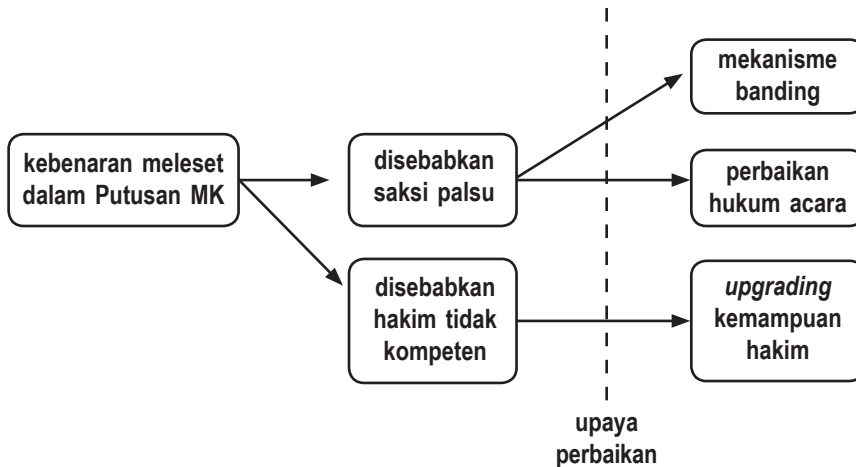 kebenaran meleset
dalam Putusan MK
disebabkan
saksi palsu
disebabkan
hakim tidak
kompeten
mekanisme
banding
perbaikan
hukum acara
upgrading
kemampuan
hakim
upaya
perbaikan